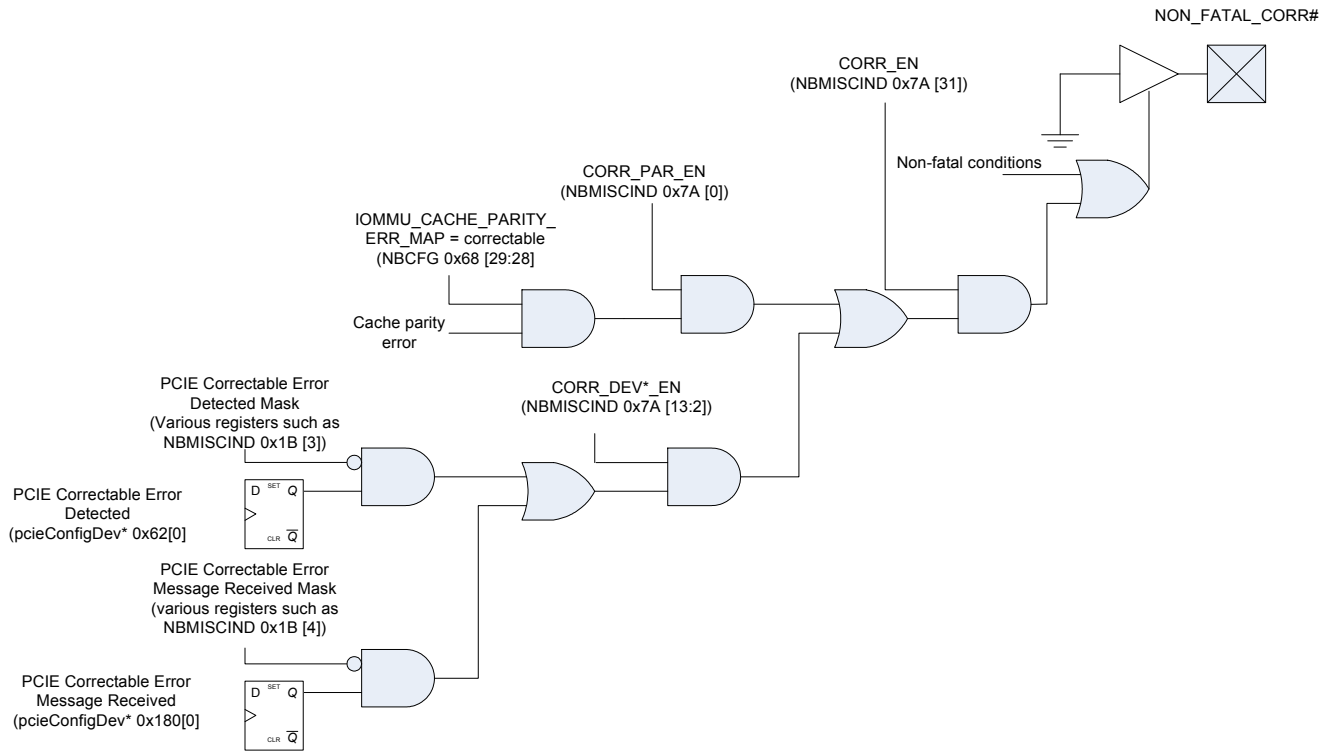 NON_FATAL_CORR#
CORR_EN
(NBMISCIND 0x7A [31])
Non-fatal conditions
CORR_PAR_EN
(NBMISCIND 0x7A [0])
IOMMU_CACHE_PARITY_
ERR_MAP = correctable
(NBCFG 0x68 [29:28]
Cache parity
error
PCIE Correctable Error
Detected Mask
(Various registers such as
NBMISCIND 0x1B [3])
CORR_DEV*_EN
(NBMISCIND 0x7A [13:2])
PCIE Correctable Error
Detected
(pcieConfigDev* 0x62[0]
D SET Q
CLR Q
PCIE Correctable Error
Message Received Mask
(various registers such as
NBMISCIND 0x1B [4])
PCIE Correctable Error
Message Received
(pcieConfigDev* 0x180[0]
D SET Q
CLR Q